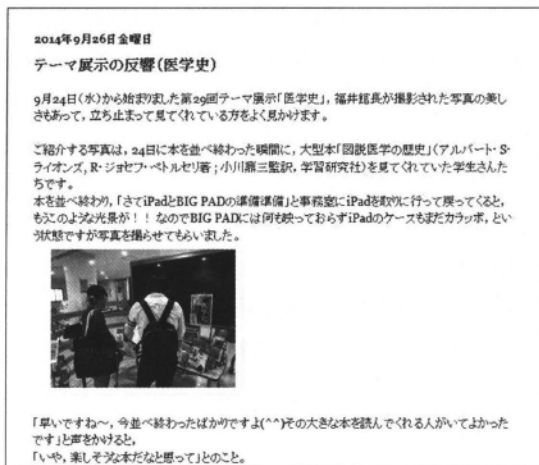 2014年9月26日金曜日
テーマ展示の反響（医学史）
9月24日（水）から始まりました第29回テーマ展示「医学史」，福井館長が撮影された写真の美し
さもあって，立ち止まって見てくれている方をよく見かけます。
ご紹介する写真は，24日に本を並べ終わった瞬間に，大型本「図説医学の歴史」（アルバート・S・
ライオンズ，R・ジョセフ・ペトルセリ著；小川鼎三監訳，学習研究社）を見てくれていた学生さんた
ちです。
本を並べ終わり，「さてiPadとBIG PADの準備準備」と事務室にiPadを取りに行って戻ってくると，
もうこのような光景が！！ なのでBIG PADには何も映っておらずiPadのケースもまだカラッポ，とい
う状態ですが写真を撮らせてもらいました。
「早いですね～，今並べ終わったばかりですよ(^^)その大きな本を読んでくれる人がいてよかった
です」と声をかけると，
「いや，楽しそうな本だなと思って」とのこと。